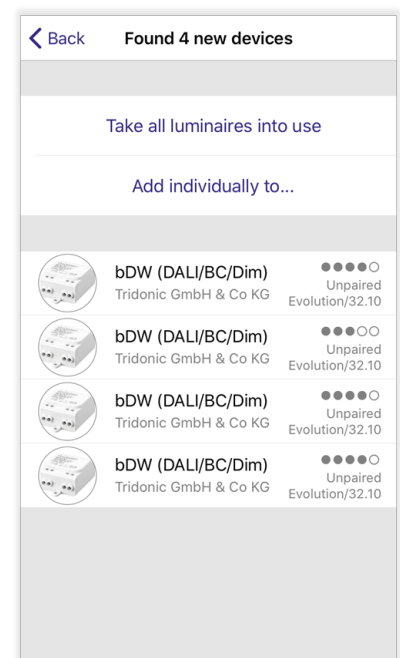 Back
Found 4 new devices
Take all luminaires into use
Add individually to...
bDW (DALI/BC/Dim)
Tridonic GmbH & Co KG
Unpaired
Evolution/32.10
bDW (DALI/BC/Dim)
Tridonic GmbH & Co KG
Unpaired
Evolution/32.10
bDW (DALI/BC/Dim)
Tridonic GmbH & Co KG
Unpaired
Evolution/32.10
bDW (DALI/BC/Dim)
Tridonic GmbH & Co KG
Unpaired
Evolution/32.10